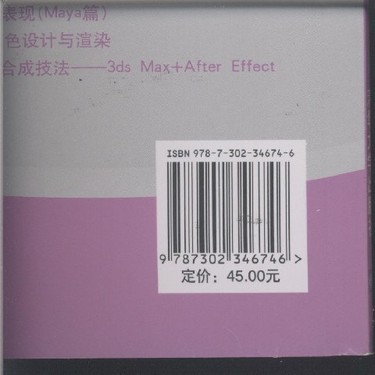 表现(Maya篇)
色设计与渲染
合成技法——3ds Max+After Effect
ISBN 978-7-302-34674-6
9 787302 346746 >
定价：45.00元